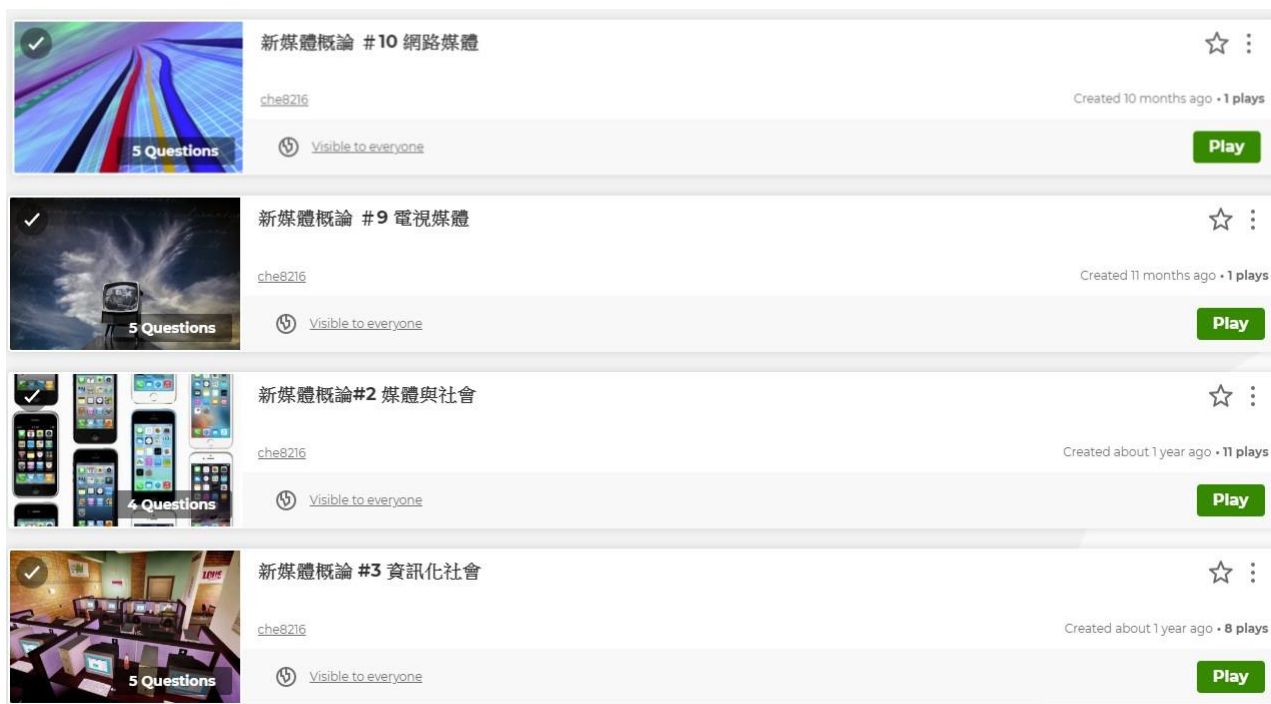 新媒體概論 #10 網路媒體
che8216
Created 10 months ago • 1 plays
5 Questions
Visible to everyone
Play
新媒體概論 #9 電視媒體
che8216
Created 11 months ago • 1 plays
5 Questions
Visible to everyone
Play
新媒體概論#2 媒體與社會
che8216
Created about 1 year ago • 11 plays
4 Questions
Visible to everyone
Play
新媒體概論 #3 資訊化社會
che8216
Created about 1 year ago • 8 plays
5 Questions
Visible to everyone
Play